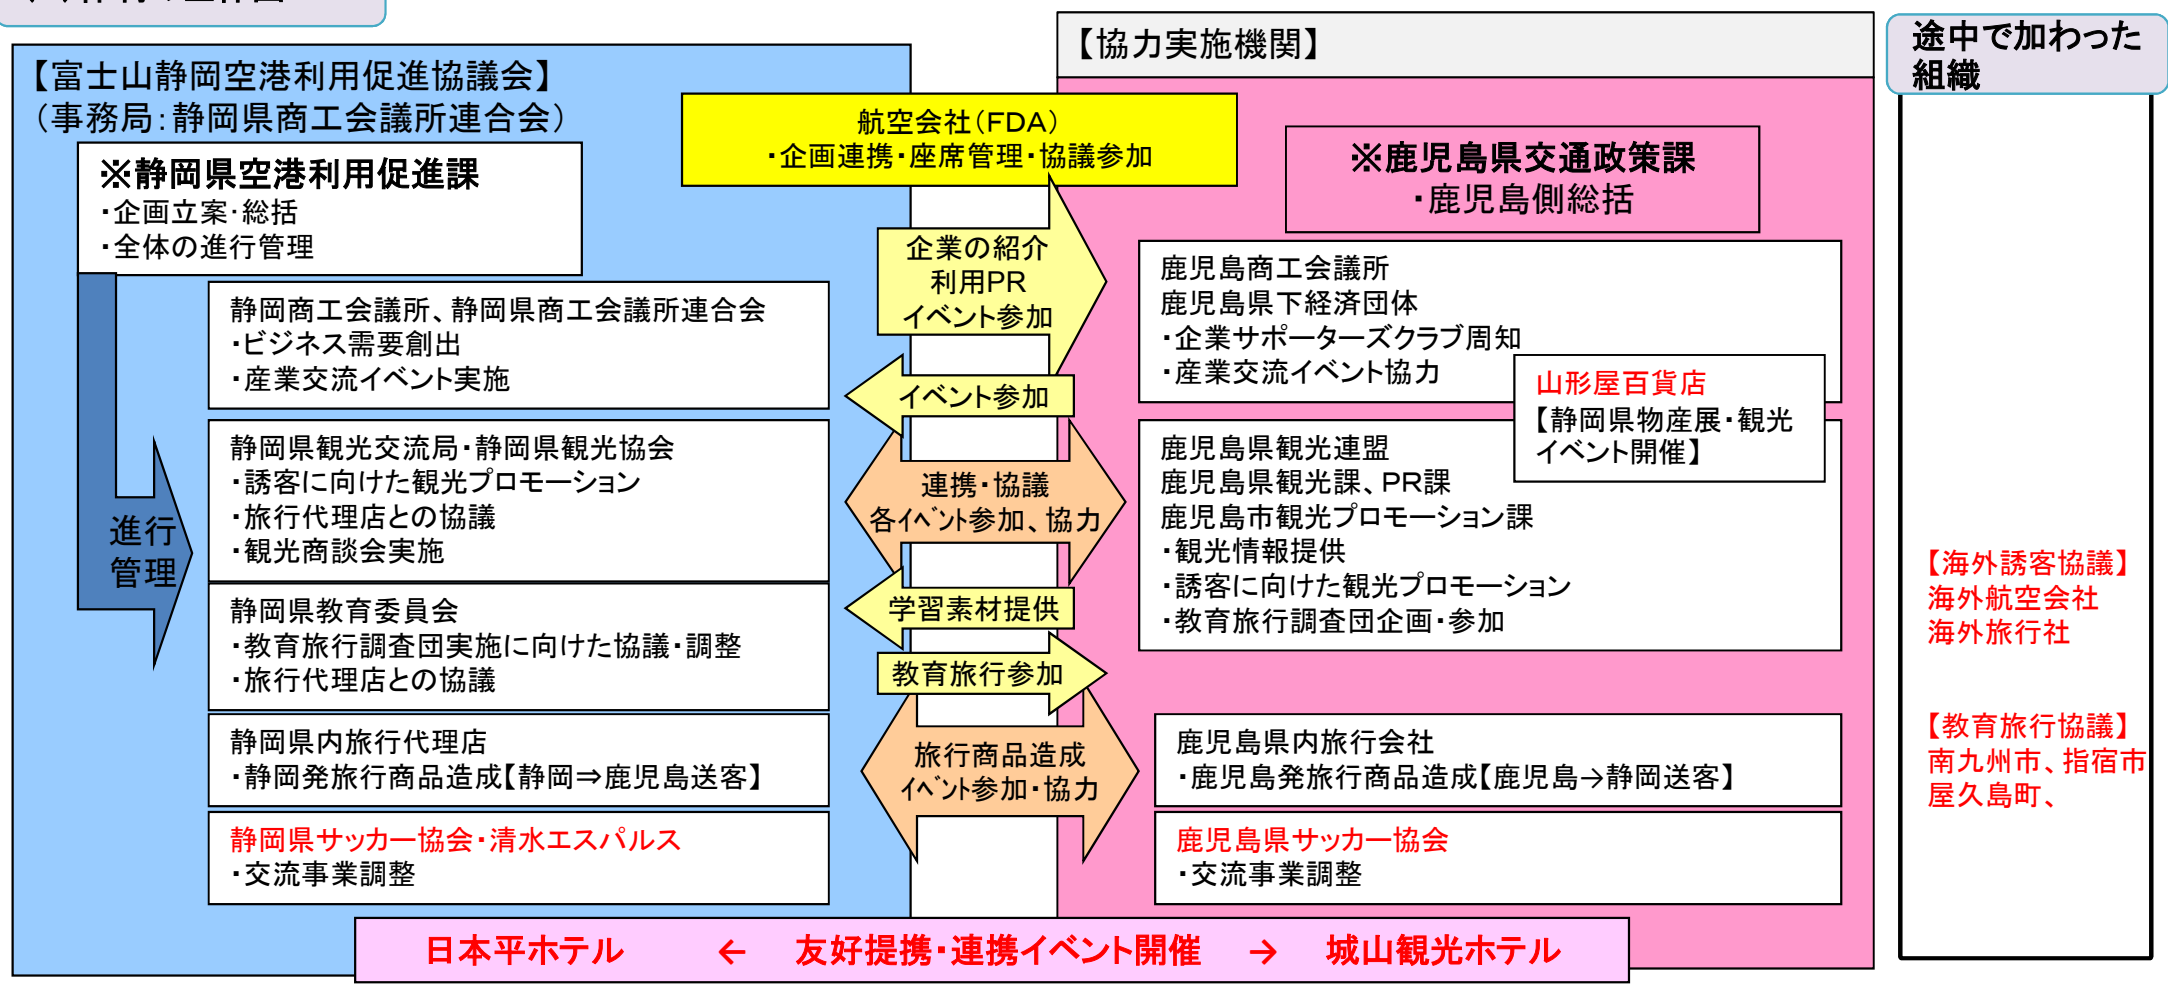 【富士山静岡空港利用促進協議会】
（事務局：静岡県商工会議所連合会）
※静岡県空港利用促進課
・企画立案・総括
・全体の進行管理
進行
管理
静岡商工会議所、静岡県商工会議所連合会
・ビジネス需要創出
・産業交流イベント実施
静岡県観光交流局・静岡県観光協会
・誘客に向けた観光プロモーション
・旅行代理店との協議
・観光商談会実施
静岡県教育委員会
・教育旅行調査団実施に向けた協議・調整
・旅行代理店との協議
静岡県内旅行代理店
・静岡発旅行商品造成【静岡⇒鹿児島送客】
静岡県サッカー協会・清水エスパルス
・交流事業調整
航空会社（FDA）
・企画連携・座席管理・協議参加
企業の紹介
利用PR
イベント参加
イベント参加
連携・協議
各ｲﾍﾞﾝﾄ参加、協力
学習素材提供
教育旅行参加
旅行商品造成
ｲﾍﾞﾝﾄ参加・協力
【協力実施機関】
※鹿児島県交通政策課
・鹿児島側総括
鹿児島商工会議所
鹿児島県下経済団体
・企業サポーターズクラブ周知
・産業交流イベント協力
山形屋百貨店
【静岡県物産展・観光
イベント開催】
鹿児島県観光連盟
鹿児島県観光課、PR課
鹿児島市観光プロモーション課
・観光情報提供
・誘客に向けた観光プロモーション
・教育旅行調査団企画・参加
鹿児島県内旅行会社
・鹿児島発旅行商品造成【鹿児島→静岡送客】
鹿児島県サッカー協会
・交流事業調整
日本平ホテル ← 友好提携・連携イベント開催 → 城山観光ホテル
途中で加わった
組織
【海外誘客協議】
海外航空会社
海外旅行社
【教育旅行協議】
南九州市、指宿市
屋久島町、